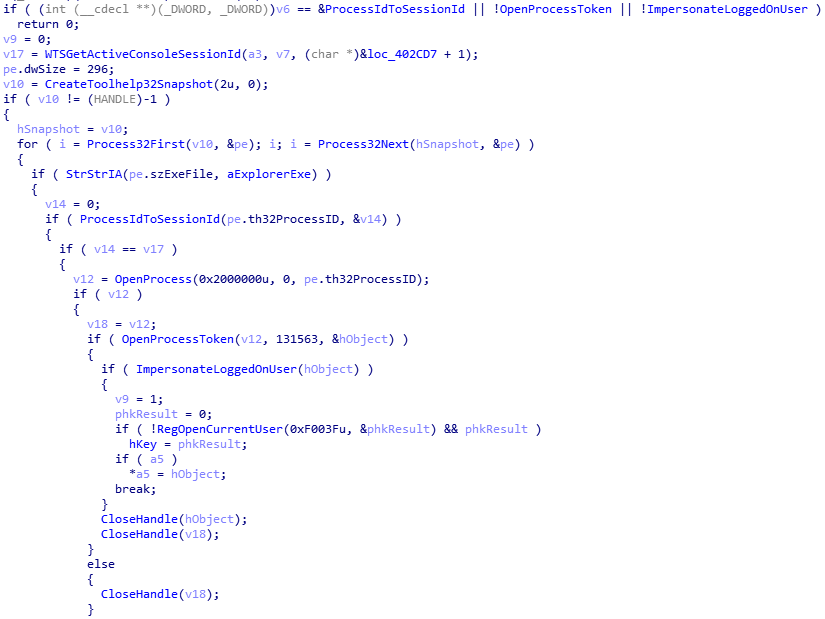 if ( (int (__cdecl **)(_DWORD, _DWORD))v6 == &ProcessIdToSessionId || !OpenProcessToken || !ImpersonateLoggedOnUser )
  return 0;
v9 = 0;
v17 = WTSGetActiveConsoleSessionId(a3, v7, (char *)&loc_402CD7 + 1);
pe.dwSize = 296;
v10 = CreateToolhelp32Snapshot(2u, 0);
if ( v10 != (HANDLE)-1 )
{
  hSnapshot = v10;
  for ( i = Process32First(v10, &pe); i; i = Process32Next(hSnapshot, &pe) )
  {
    if ( StrStrIA(pe.szExeFile, aExplorerExe) )
    {
      v14 = 0;
      if ( ProcessIdToSessionId(pe.th32ProcessID, &v14) )
      {
        if ( v14 == v17 )
        {
          v12 = OpenProcess(0x2000000u, 0, pe.th32ProcessID);
          if ( v12 )
          {
            v18 = v12;
            if ( OpenProcessToken(v12, 131563, &hObject) )
            {
              if ( ImpersonateLoggedOnUser(hObject) )
              {
                v9 = 1;
                phkResult = 0;
                if ( !RegOpenCurrentUser(0xF003Fu, &phkResult) && phkResult )
                  hKey = phkResult;
                if ( a5 )
                  *a5 = hObject;
                break;
              }
              CloseHandle(hObject);
              CloseHandle(v18);
            }
            else
            {
              CloseHandle(v18);
            }